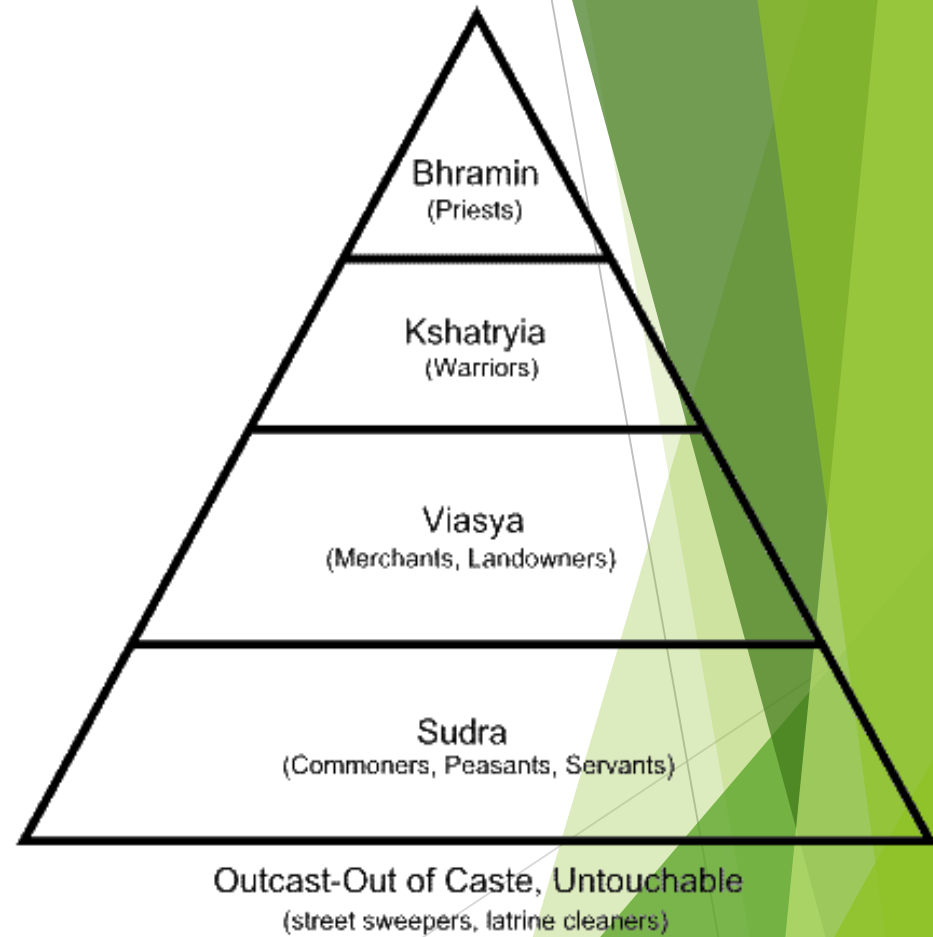 Bhramin
(Priests)
Kshatryia
(Warriors)
Viasya
(Merchants, Landowners)
Sudra
(Commoners, Peasants, Servants)
Outcast-Out of Caste, Untouchable
(street sweepers, latrine cleaners)